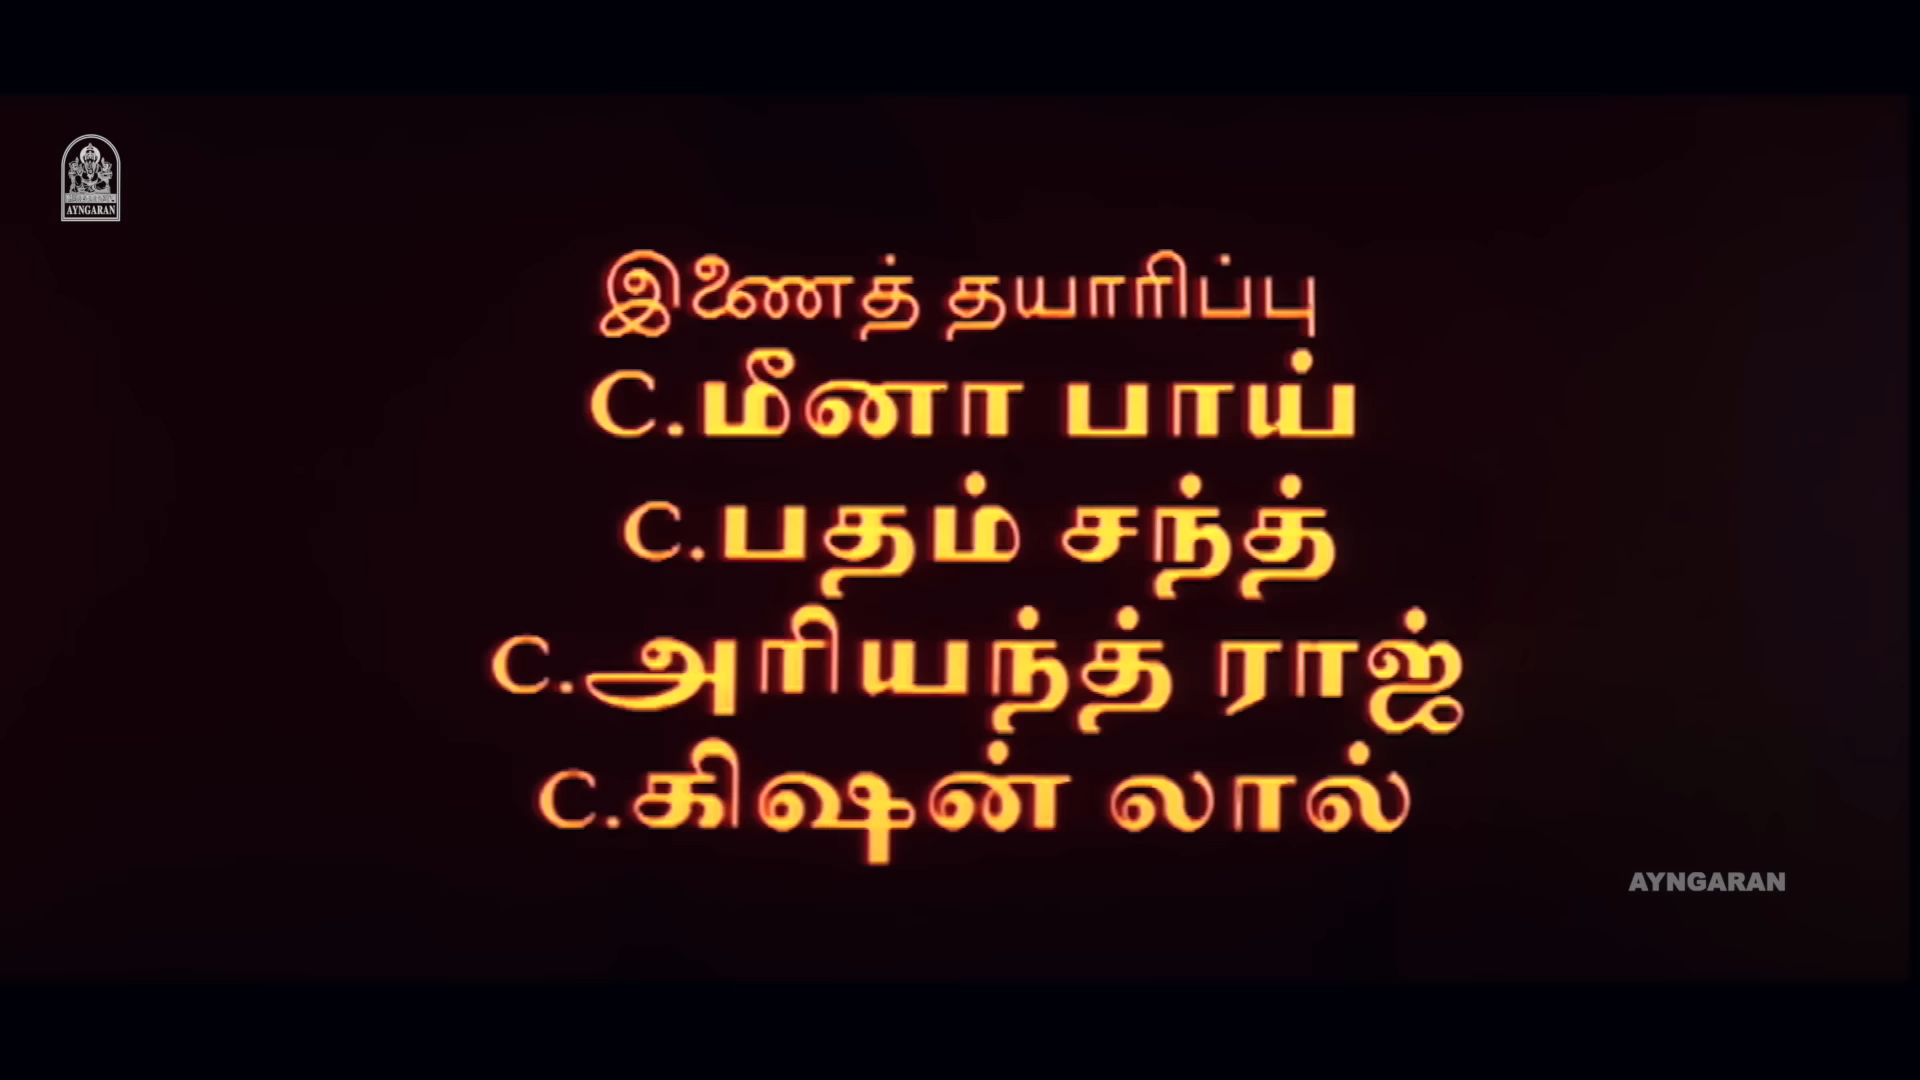 AYNGARAN
இணைத் தயாரிப்பு
C.மீனா பாய்
C.பதம் சந்த்
C.அரியந்த் ராஜ்
C.கிஷன் லால்
AYNGARAN